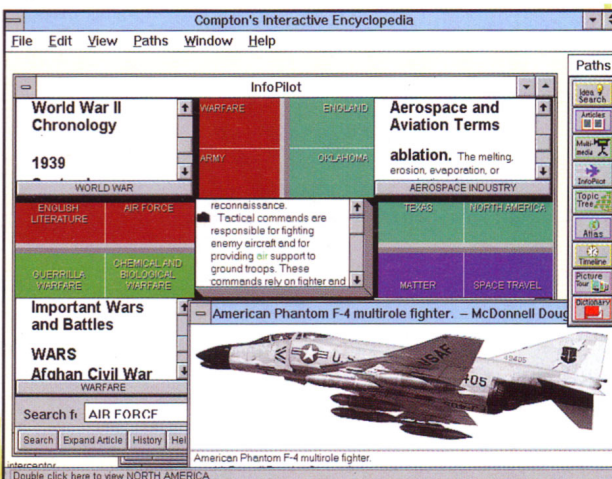 Compton's Interactive Encyclopedia
File Edit View Paths Window Help
InfoPilot
Paths
World War II
Chronology
1939
WORLD WAR
WARFARE
ENGLAND
ARMY
OKLAHOMA
Aerospace and
Aviation Terms
ablation. The melting,
erosion, evaporation, or
AEROSPACE INDUSTRY
ENGLISH
LITERATURE
AIR FORCE
GUERRILLA
WARFARE
CHEMICAL AND
BIOLOGICAL
WARFARE
reconnaissance.
Tactical commands are
responsible for fighting
enemy aircraft and for
providing air support to
ground troops. These
commands rely on fighter and
TEXAS
NORTH AMERICA
MATTER
SPACE TRAVEL
Important Wars
and Battles
WARS
Afghan Civil War
WARFARE
Search f
AIR FORCE
Search Expand Article History Hel
American Phantom F-4 multirole fighter. – McDonnell Doug
U.S.
USAF
405
American Phantom F-4 multirole fighter.
interceptor
Double click here to view NORTH AMERICA
Idea
Search
Articles
Multi-
media
InfoPilot
Topic
Tree
Atlas
Timeline
Picture
Tour
Dictionary